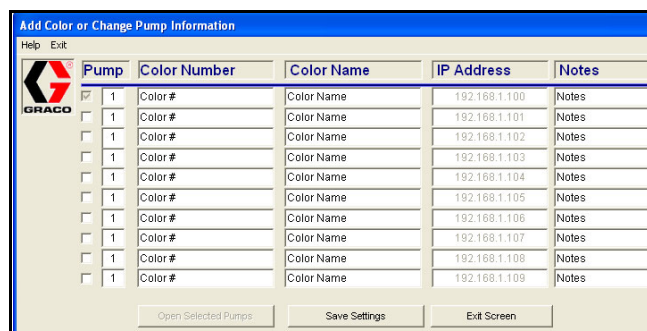 Add Color or Change Pump Information
Help Exit
GRACO ®
Pump Color Number Color Name IP Address Notes
1 Color # Color Name 192.168.1.100 Notes
1 Color # Color Name 192.168.1.101 Notes
1 Color # Color Name 192.168.1.102 Notes
1 Color # Color Name 192.168.1.103 Notes
1 Color # Color Name 192.168.1.104 Notes
1 Color # Color Name 192.168.1.105 Notes
1 Color # Color Name 192.168.1.106 Notes
1 Color # Color Name 192.168.1.107 Notes
1 Color # Color Name 192.168.1.108 Notes
1 Color # Color Name 192.168.1.109 Notes
Open Selected Pumps Save Settings Exit Screen